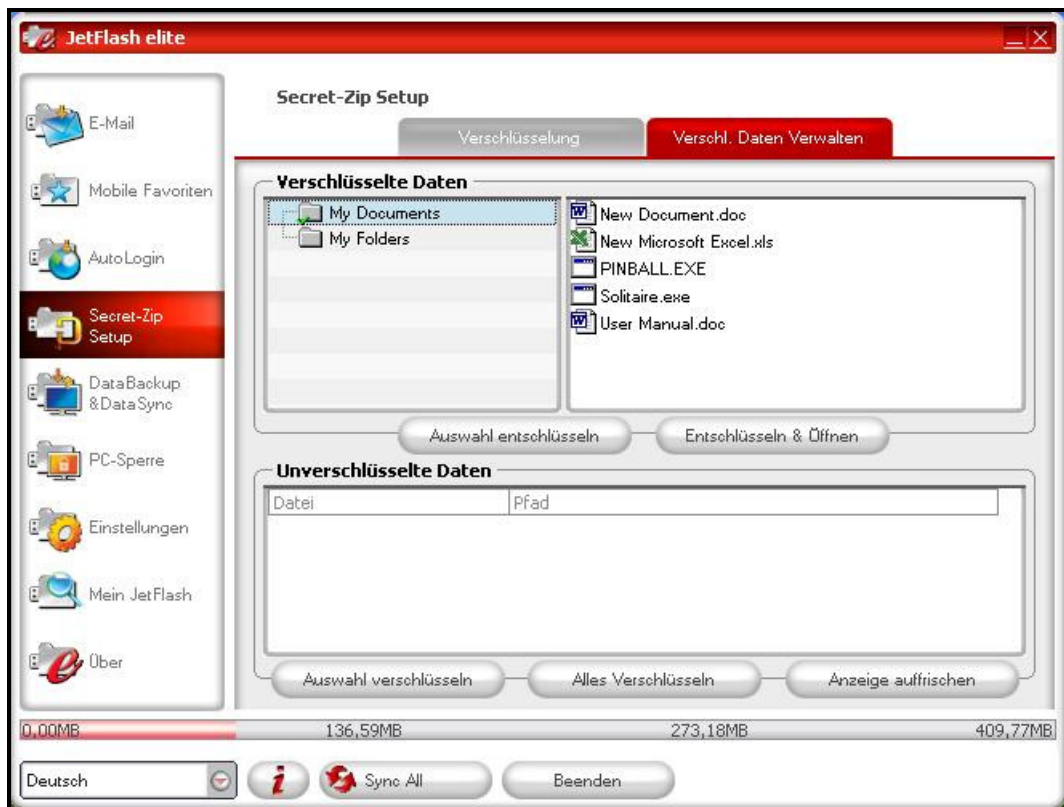 JetFlash elite
E-Mail
Mobile Favoriten
AutoLogin
Secret-Zip
Setup
DataBackup
&DataSync
PC-Sperre
Einstellungen
Mein JetFlash
Über
Secret-Zip Setup
Verschlüsselung
Verschl. Daten Verwalten
Verschlüsselte Daten
My Documents
My Folders
New Document.doc
New Microsoft Excel.xls
PINBALL.EXE
Solitaire.exe
User Manual.doc
Auswahl entschlüsseln
Entschlüsseln & Öffnen
Unverschlüsselte Daten
Datei
Pfad
Auswahl verschlüsseln
Alles Verschlüsseln
Anzeige auffrischen
0,00MB
136,59MB
273,18MB
409,77MB
Deutsch
i
Sync All
Beenden